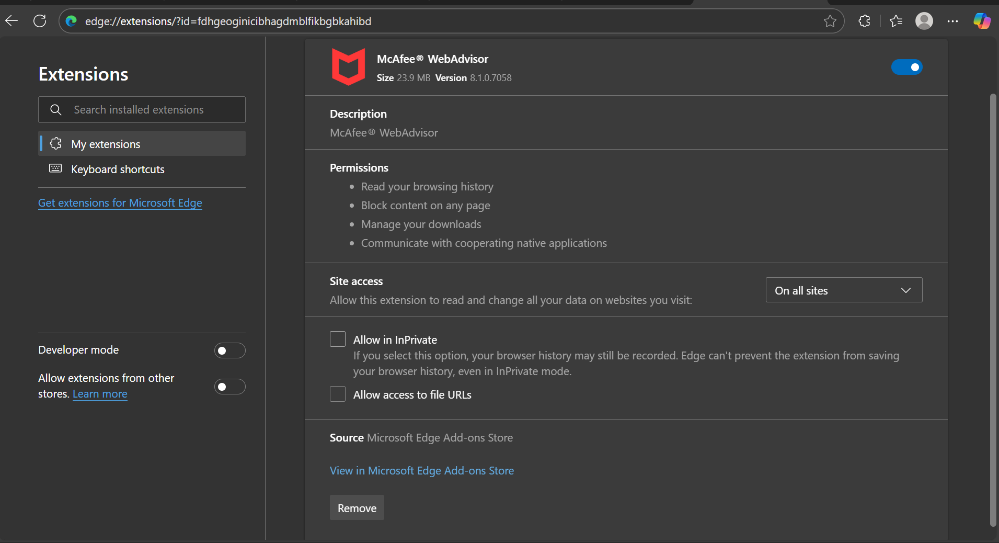 edge://extensions/?id=fdhgeoginicibhagdmblfikbgbkahibd
Extensions
Search installed extensions
My extensions
Keyboard shortcuts
Get extensions for Microsoft Edge
Developer mode
Allow extensions from other
stores. Learn more
McAfee® WebAdvisor
Size 23.9 MB Version 8.1.0.7058
Description
McAfee® WebAdvisor
Permissions
Read your browsing history
Block content on any page
Manage your downloads
Communicate with cooperating native applications
Site access
Allow this extension to read and change all your data on websites you visit:
On all sites
Allow in InPrivate
If you select this option, your browser history may still be recorded. Edge can't prevent the extension from saving
your browser history, even in InPrivate mode.
Allow access to file URLs
Source Microsoft Edge Add-ons Store
View in Microsoft Edge Add-ons Store
Remove